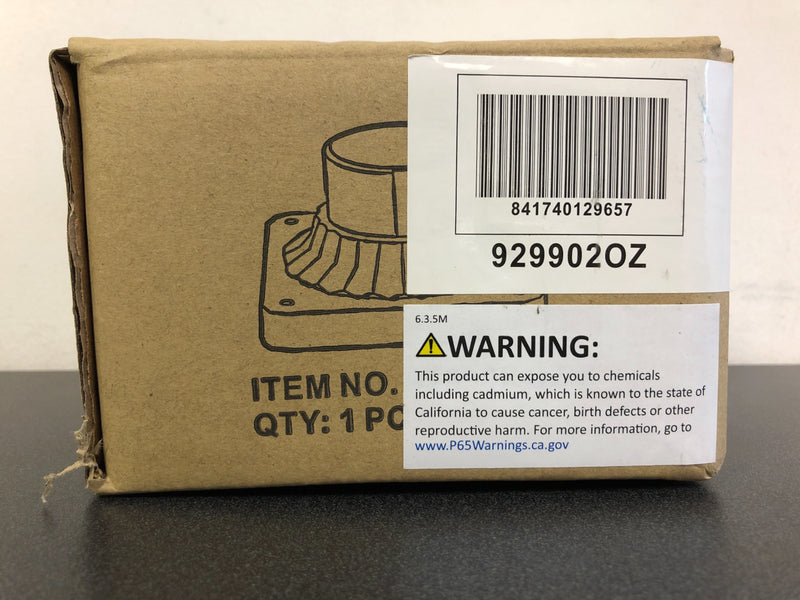 841740129657
929902OZ
ITEM NO.
QTY: 1 PC
6.3.5M
WARNING:
This product can expose you to chemicals
including cadmium, which is known to the state of
California to cause cancer, birth defects or other
reproductive harm. For more information, go to
www.P65Warnings.ca.gov